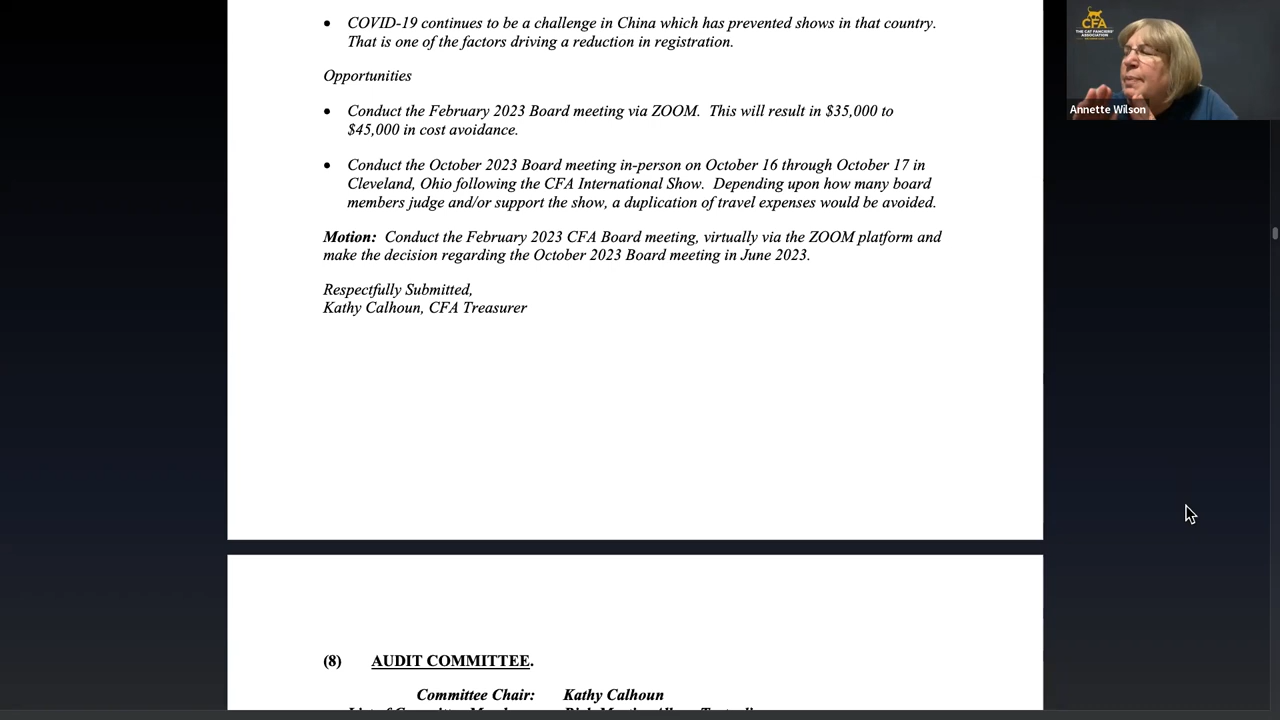 • COVID-19 continues to be a challenge in China which has prevented shows in that country.
That is one of the factors driving a reduction in registration.
Opportunities
• Conduct the February 2023 Board meeting via ZOOM. This will result in $35,000 to
$45,000 in cost avoidance.
• Conduct the October 2023 Board meeting in-person on October 16 through October 17 in
Cleveland, Ohio following the CFA International Show. Depending upon how many board
members judge and/or support the show, a duplication of travel expenses would be avoided.
Motion: Conduct the February 2023 CFA Board meeting, virtually via the ZOOM platform and
make the decision regarding the October 2023 Board meeting in June 2023.
Respectfully Submitted,
Kathy Calhoun, CFA Treasurer
(8) AUDIT COMMITTEE.
Committee Chair: Kathy Calhoun
CFA
THE CAT FANCIERS'
ASSOCIATION
Annette Wilson